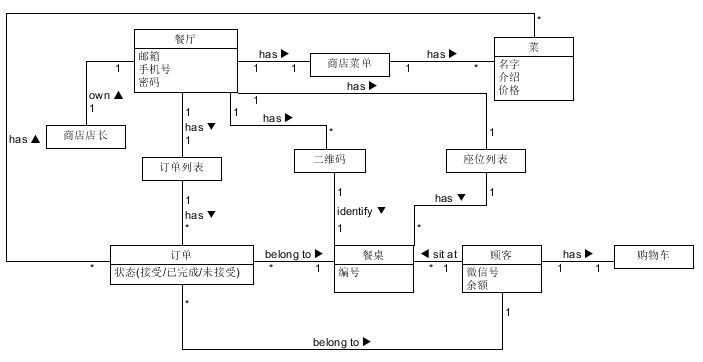 *
餐厅
菜
has ▶
has ▶
邮箱
手机号
密码
商店菜单
名字
介绍
价格
1
1
1
1
*
has ▶
own ▲
1
1
1
1
has ▶
has ▼
has ▲
商店店长
1
*
1
订单列表
二维码
座位列表
1
1
1
has ▼
identify ▼
has ▼
*
1
*
订单
belong to ▶
餐桌
◀ sit at
顾客
has ▶
购物车
状态(接受/已完成/未接受)
编号
微信号
余额
*
*
1
*
1
1
1
*
1
belong to ▶